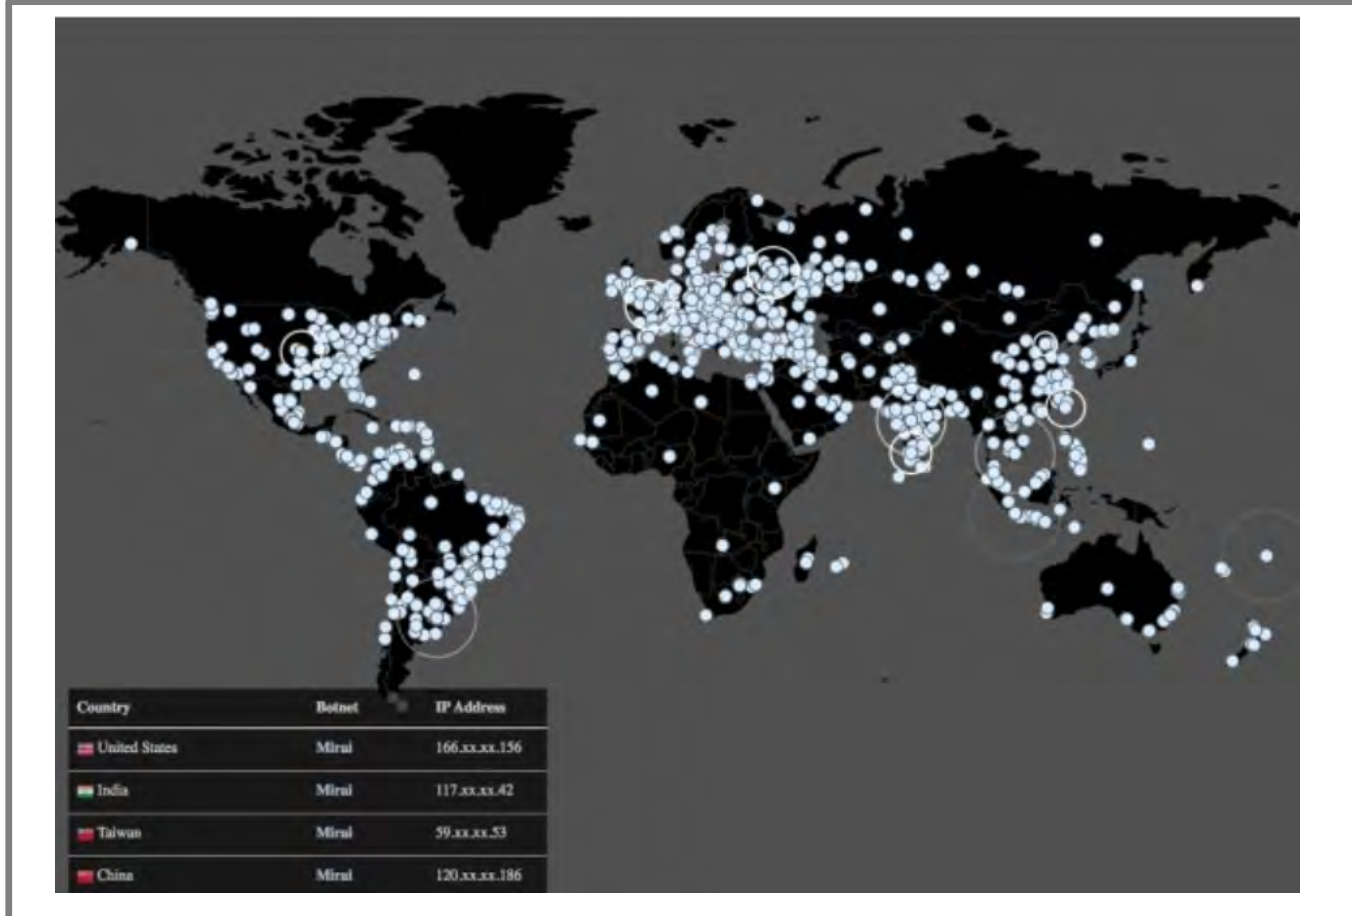 Country Botnet IP Address
United States Mirai 166.xx.xx.156
India Mirai 117.xx.xx.42
Taiwan Mirai 59.xx.xx.53
China Mirai 120.xx.xx.186